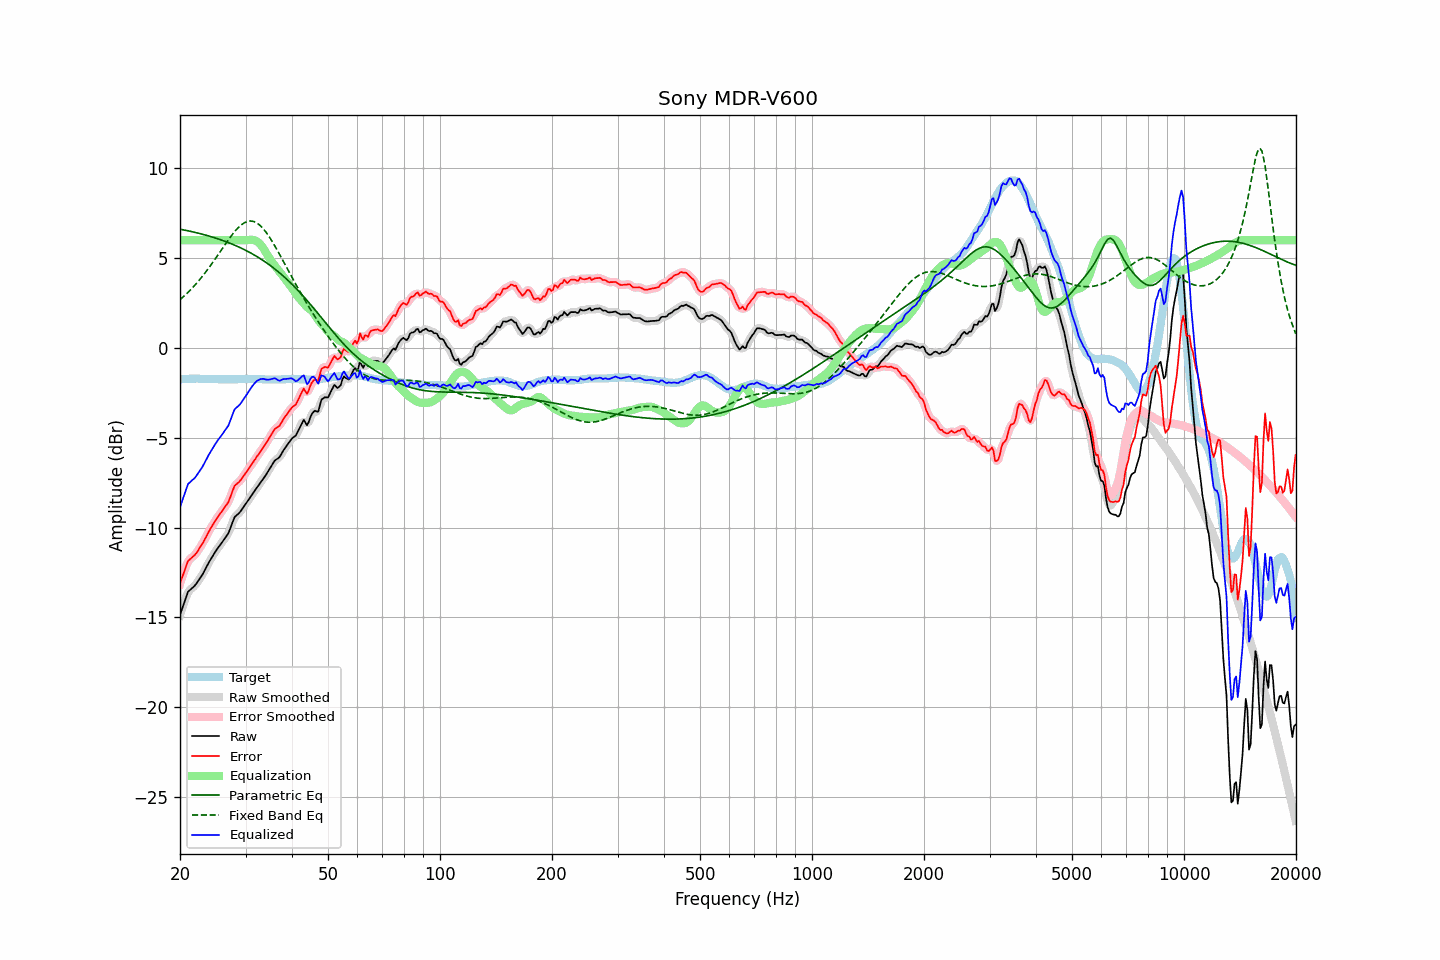 Sony MDR-V600
Amplitude (dBr)
10
5
0
−5
−10
−15
−20
−25
Target
Raw Smoothed
Error Smoothed
Raw
Error
Equalization
Parametric Eq
Fixed Band Eq
Equalized
20 50 100 200 500 1000 2000 5000 10000 20000
Frequency (Hz)